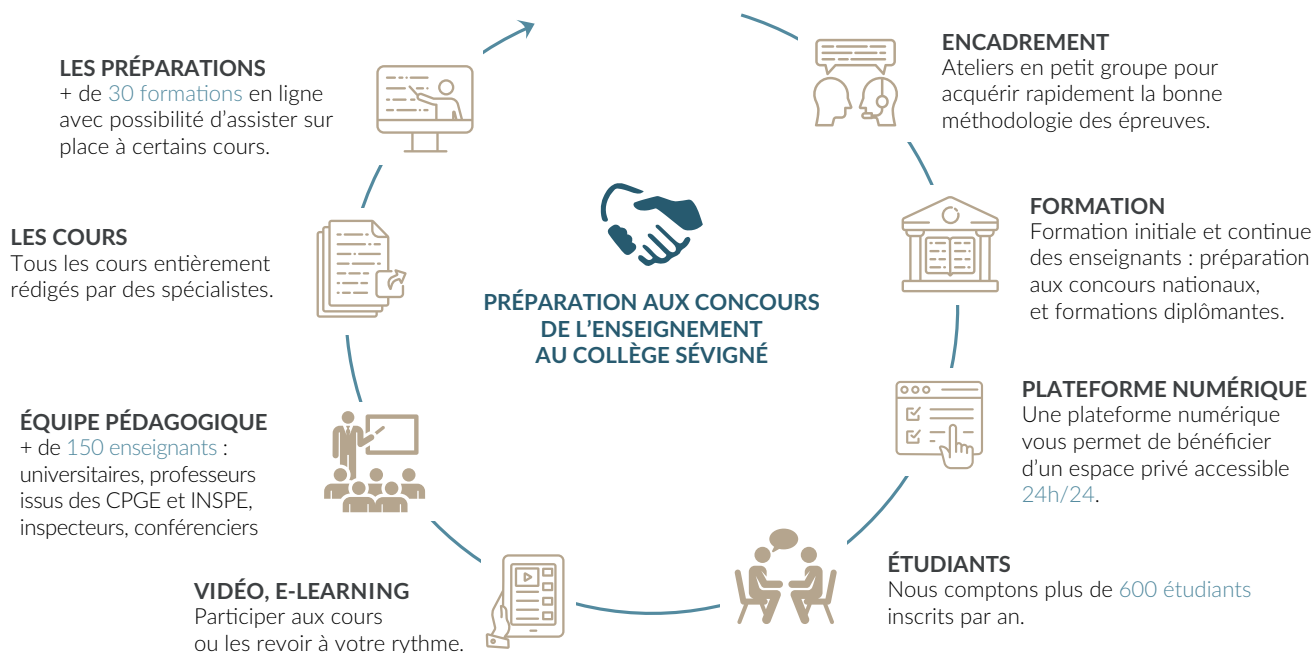 LES PRÉPARATIONS
+ de 30 formations en ligne
avec possibilité d’assister sur
place à certains cours.
LES COURS
Tous les cours entièrement
rédigés par des spécialistes.
ÉQUIPE PÉDAGOGIQUE
+ de 150 enseignants :
universitaires, professeurs
issus des CPGE et INSPE,
inspecteurs, conférenciers
VIDÉO, E-LEARNING
Participer aux cours
ou les revoir à votre rythme.
PRÉPARATION AUX CONCOURS
DE L’ENSEIGNEMENT
AU COLLÈGE SÉVIGNÉ
ENCADREMENT
Ateliers en petit groupe pour
acquérir rapidement la bonne
méthodologie des épreuves.
FORMATION
Formation initiale et continue
des enseignants : préparation
aux concours nationaux,
et formations diplômantes.
PLATEFORME NUMÉRIQUE
Une plateforme numérique
vous permet de bénéficier
d’un espace privé accessible
24h/24.
ÉTUDIANTS
Nous comptons plus de 600 étudiants
inscrits par an.